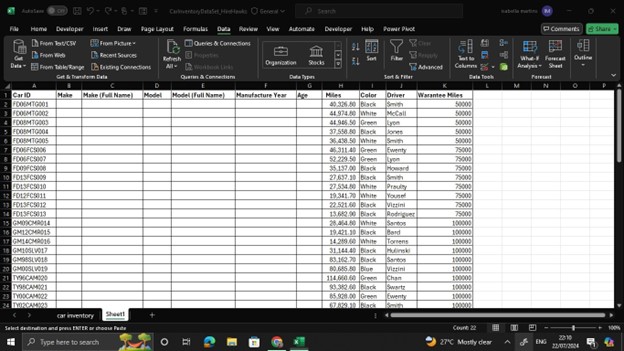 AutoSave Off CarInventoryDataSet_HindHawks General Search
File Home Developer Insert Draw Page Layout Formulas Data Review View Automate Developer Help Power Pivot Comments Share
Get Data From Text/CSV From Picture Refresh All Queries & Connections Organization Stocks Sort Filter Clear Text to Columns What-If Analysis Forecast Sheet Outline
From Web Recent Sources Properties Reapply
From Table/Range Existing Connections Workbook Links Advanced
Get & Transform Data Queries & Connections Data Types Sort & Filter Data Tools Forecast
A B C D E F G H I J K L M N O P
1 Car ID Make Make (Full Name) Model Model (Full Name) Manufacture Year Age Miles Color Driver Warantee Miles
2 FD06MTG001 40,326.80 Black Smith 50000
3 FD06MTG002 44,974.80 White McCall 50000
4 FD08MTG003 44,946.50 Green Lyon 50000
5 FD08MTG004 37,558.80 Black Jones 50000
6 FD08MTG005 36,438.50 White Smith 50000
7 FD06FCS006 46,311.40 Green Ewenty 75000
8 FD06FCS007 52,229.50 Green Lyon 75000
9 FD09FCS008 35,137.00 Black Howard 75000
10 FD13FCS009 27,637.10 Black Smith 75000
11 FD13FCS010 27,534.80 White Praulty 75000
12 FD12FCS011 19,341.70 White Yousef 75000
13 FD13FCS012 22,521.60 Black Vizzini 75000
14 FD13FCS013 13,682.90 Black Rodriguez 75000
15 GM09CMR014 28,464.80 White Santos 100000
16 GM12CMR015 19,421.10 Black Bard 100000
17 GM14CMR016 14,289.60 White Torrens 100000
18 GM10SLV017 31,144.40 Black Hulinski 100000
19 GM98SLV018 83,162.70 Black Santos 100000
20 GM00SLV019 80,685.80 Blue Vizzini 100000
21 TY96CAM020 114,660.60 Green Chan 100000
22 TY98CAM021 93,382.60 Black Swartz 100000
23 TY00CAM022 85,928.00 Green Ewenty 100000
24 TY02CAM023 67,829.10 Black Smith 100000
car inventory Sheet1
Select destination and press ENTER or choose Paste Count: 22 100%
Type here to search 27°C Mostly clear ENG 22:10
22/07/2024